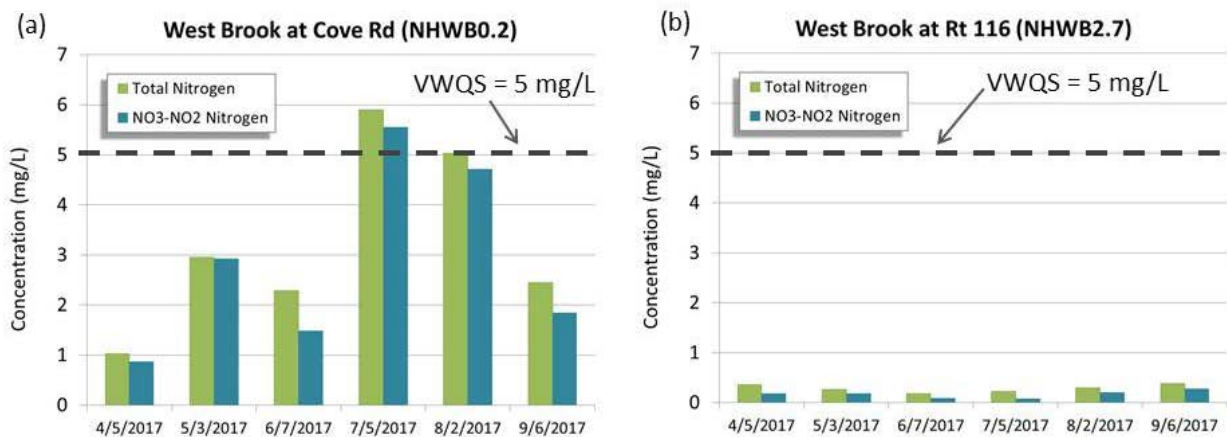 (a)
West Brook at Cove Rd (NHWB0.2)
7
6
5
4
3
2
1
0
Concentration (mg/L)
Total Nitrogen
NO3-NO2 Nitrogen
VWQS = 5 mg/L
4/5/2017 5/3/2017 6/7/2017 7/5/2017 8/2/2017 9/6/2017
(b)
West Brook at Rt 116 (NHWB2.7)
7
6
5
4
3
2
1
0
Concentration (mg/L)
Total Nitrogen
NO3-NO2 Nitrogen
VWQS = 5 mg/L
4/5/2017 5/3/2017 6/7/2017 7/5/2017 8/2/2017 9/6/2017